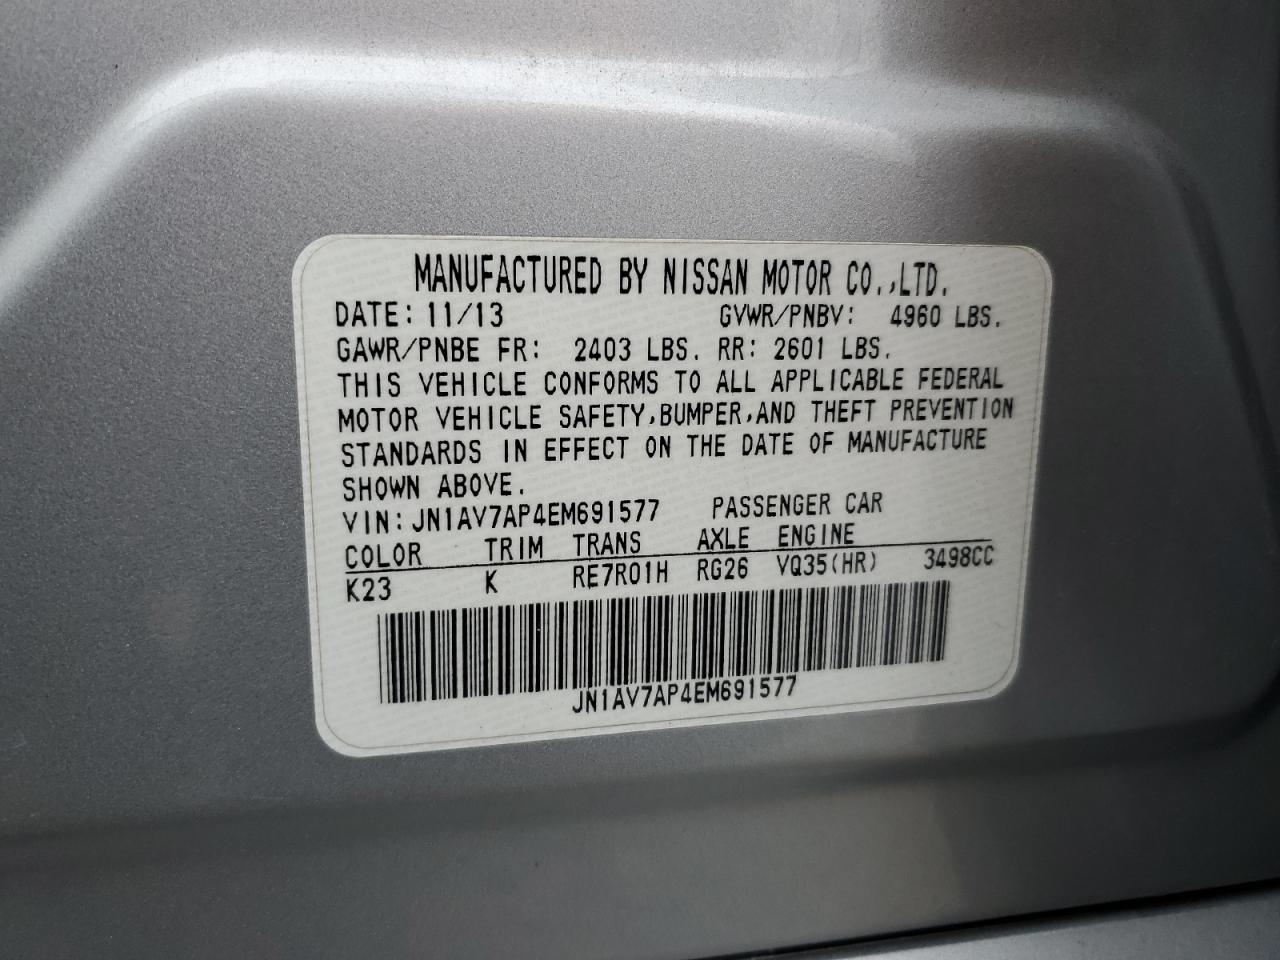 MANUFACTURED BY NISSAN MOTOR CO.,LTD.
DATE: 11/13 GVWR/PNBV: 4960 LBS.
GAWR/PNBE FR: 2403 LBS. RR: 2601 LBS.
THIS VEHICLE CONFORMS TO ALL APPLICABLE FEDERAL
MOTOR VEHICLE SAFETY,BUMPER,AND THEFT PREVENTION
STANDARDS IN EFFECT ON THE DATE OF MANUFACTURE
SHOWN ABOVE.
VIN: JN1AV7AP4EM691577 PASSENGER CAR
COLOR TRIM TRANS AXLE ENGINE
K23 K RE7R01H RG26 VQ35(HR) 3498CC
JN1AV7AP4EM691577